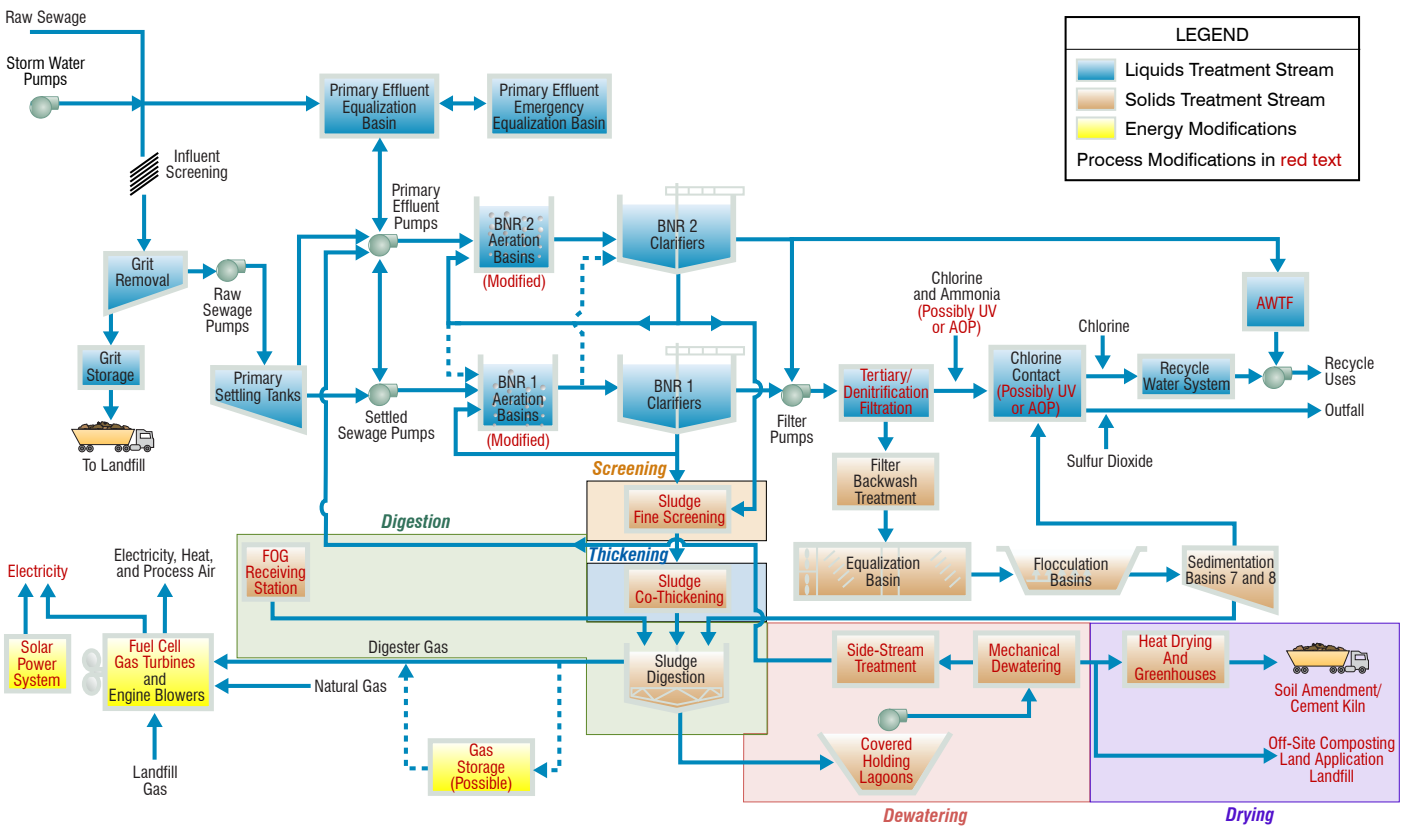 Raw Sewage
Storm Water
Pumps
Influent
Screening
Grit
Removal
Raw
Sewage
Pumps
Grit
Storage
To Landfill
Primary
Settling Tanks
Primary Effluent
Equalization
Basin
Primary Effluent
Emergency
Equalization Basin
Primary
Effluent
Pumps
Settled
Sewage Pumps
BNR 2
Aeration
Basins
(Modified)
BNR 2
Clarifiers
BNR 1
Aeration
Basins
(Modified)
BNR 1
Clarifiers
LEGEND
Liquids Treatment Stream
Solids Treatment Stream
Energy Modifications
Process Modifications in red text
Filter
Pumps
Tertiary/
Denitrification
Filtration
Chlorine
and Ammonia
(Possibly UV
or AOP)
Chlorine
Contact
(Possibly UV
or AOP)
Chlorine
Recycle
Water System
AWTF
Recycle
Uses
Outfall
Sulfur Dioxide
Filter
Backwash
Treatment
Equalization
Basin
Flocculation
Basins
Sedimentation
Basins 7 and 8
Screening
Sludge
Fine Screening
Thickening
Sludge
Co-Thickening
Digestion
FOG
Receiving
Station
Sludge
Digestion
Digester Gas
Natural Gas
Electricity
Electricity, Heat,
and Process Air
Solar
Power
System
Fuel Cell
Gas Turbines
and
Engine Blowers
Landfill
Gas
Gas
Storage
(Possible)
Side-Stream
Treatment
Mechanical
Dewatering
Covered
Holding
Lagoons
Dewatering
Heat Drying
And
Greenhouses
Soil Amendment/
Cement Kiln
Off-Site Composting
Land Application
Landfill
Drying